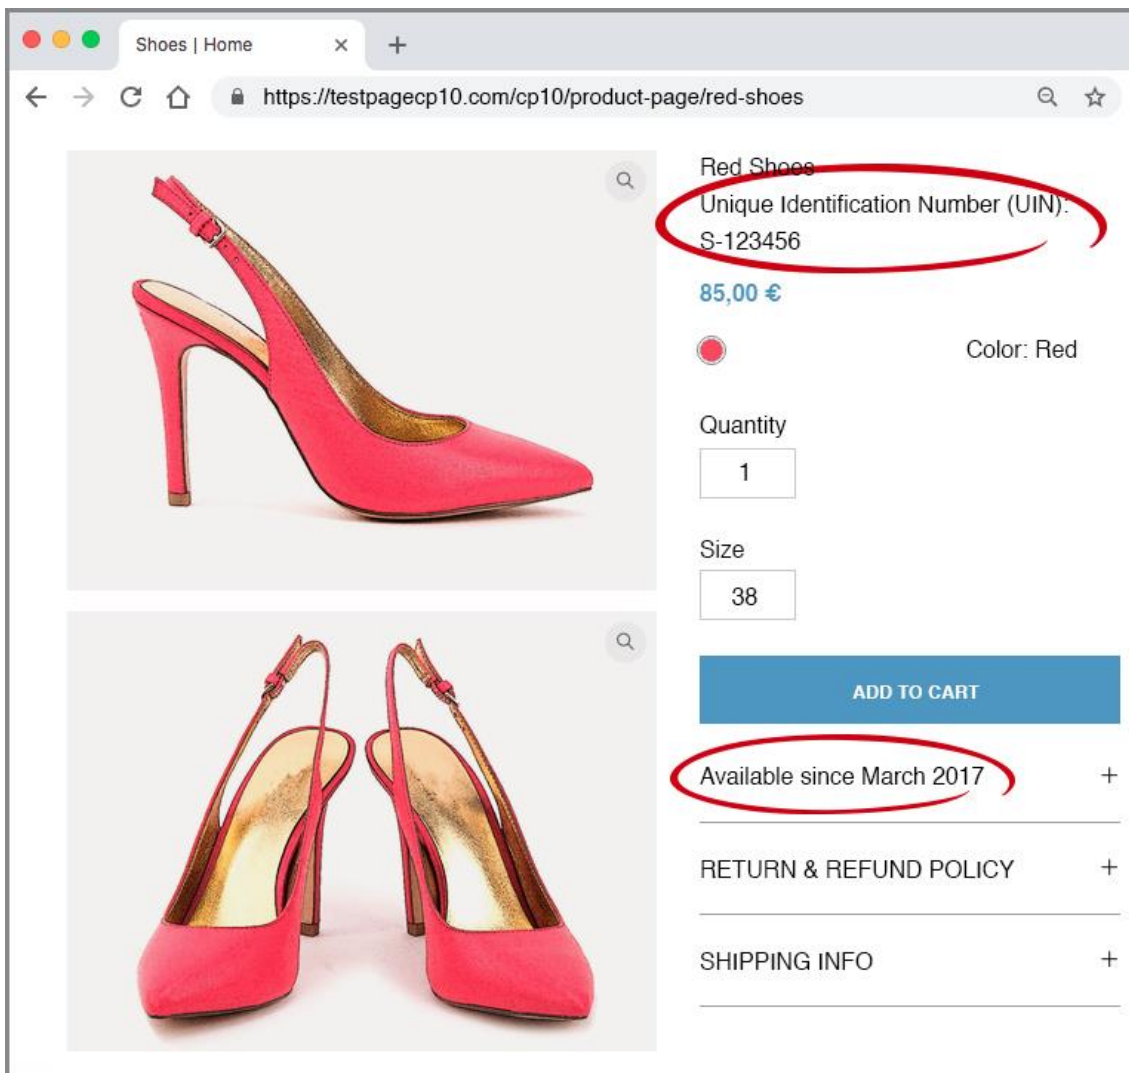 Shoes | Home
https://testpagecp10.com/cp10/product-page/red-shoes
Red Shoes
Unique Identification Number (UIN):
S-123456
85,00 €
Color: Red
Quantity
1
Size
38
ADD TO CART
Available since March 2017
RETURN & REFUND POLICY
SHIPPING INFO